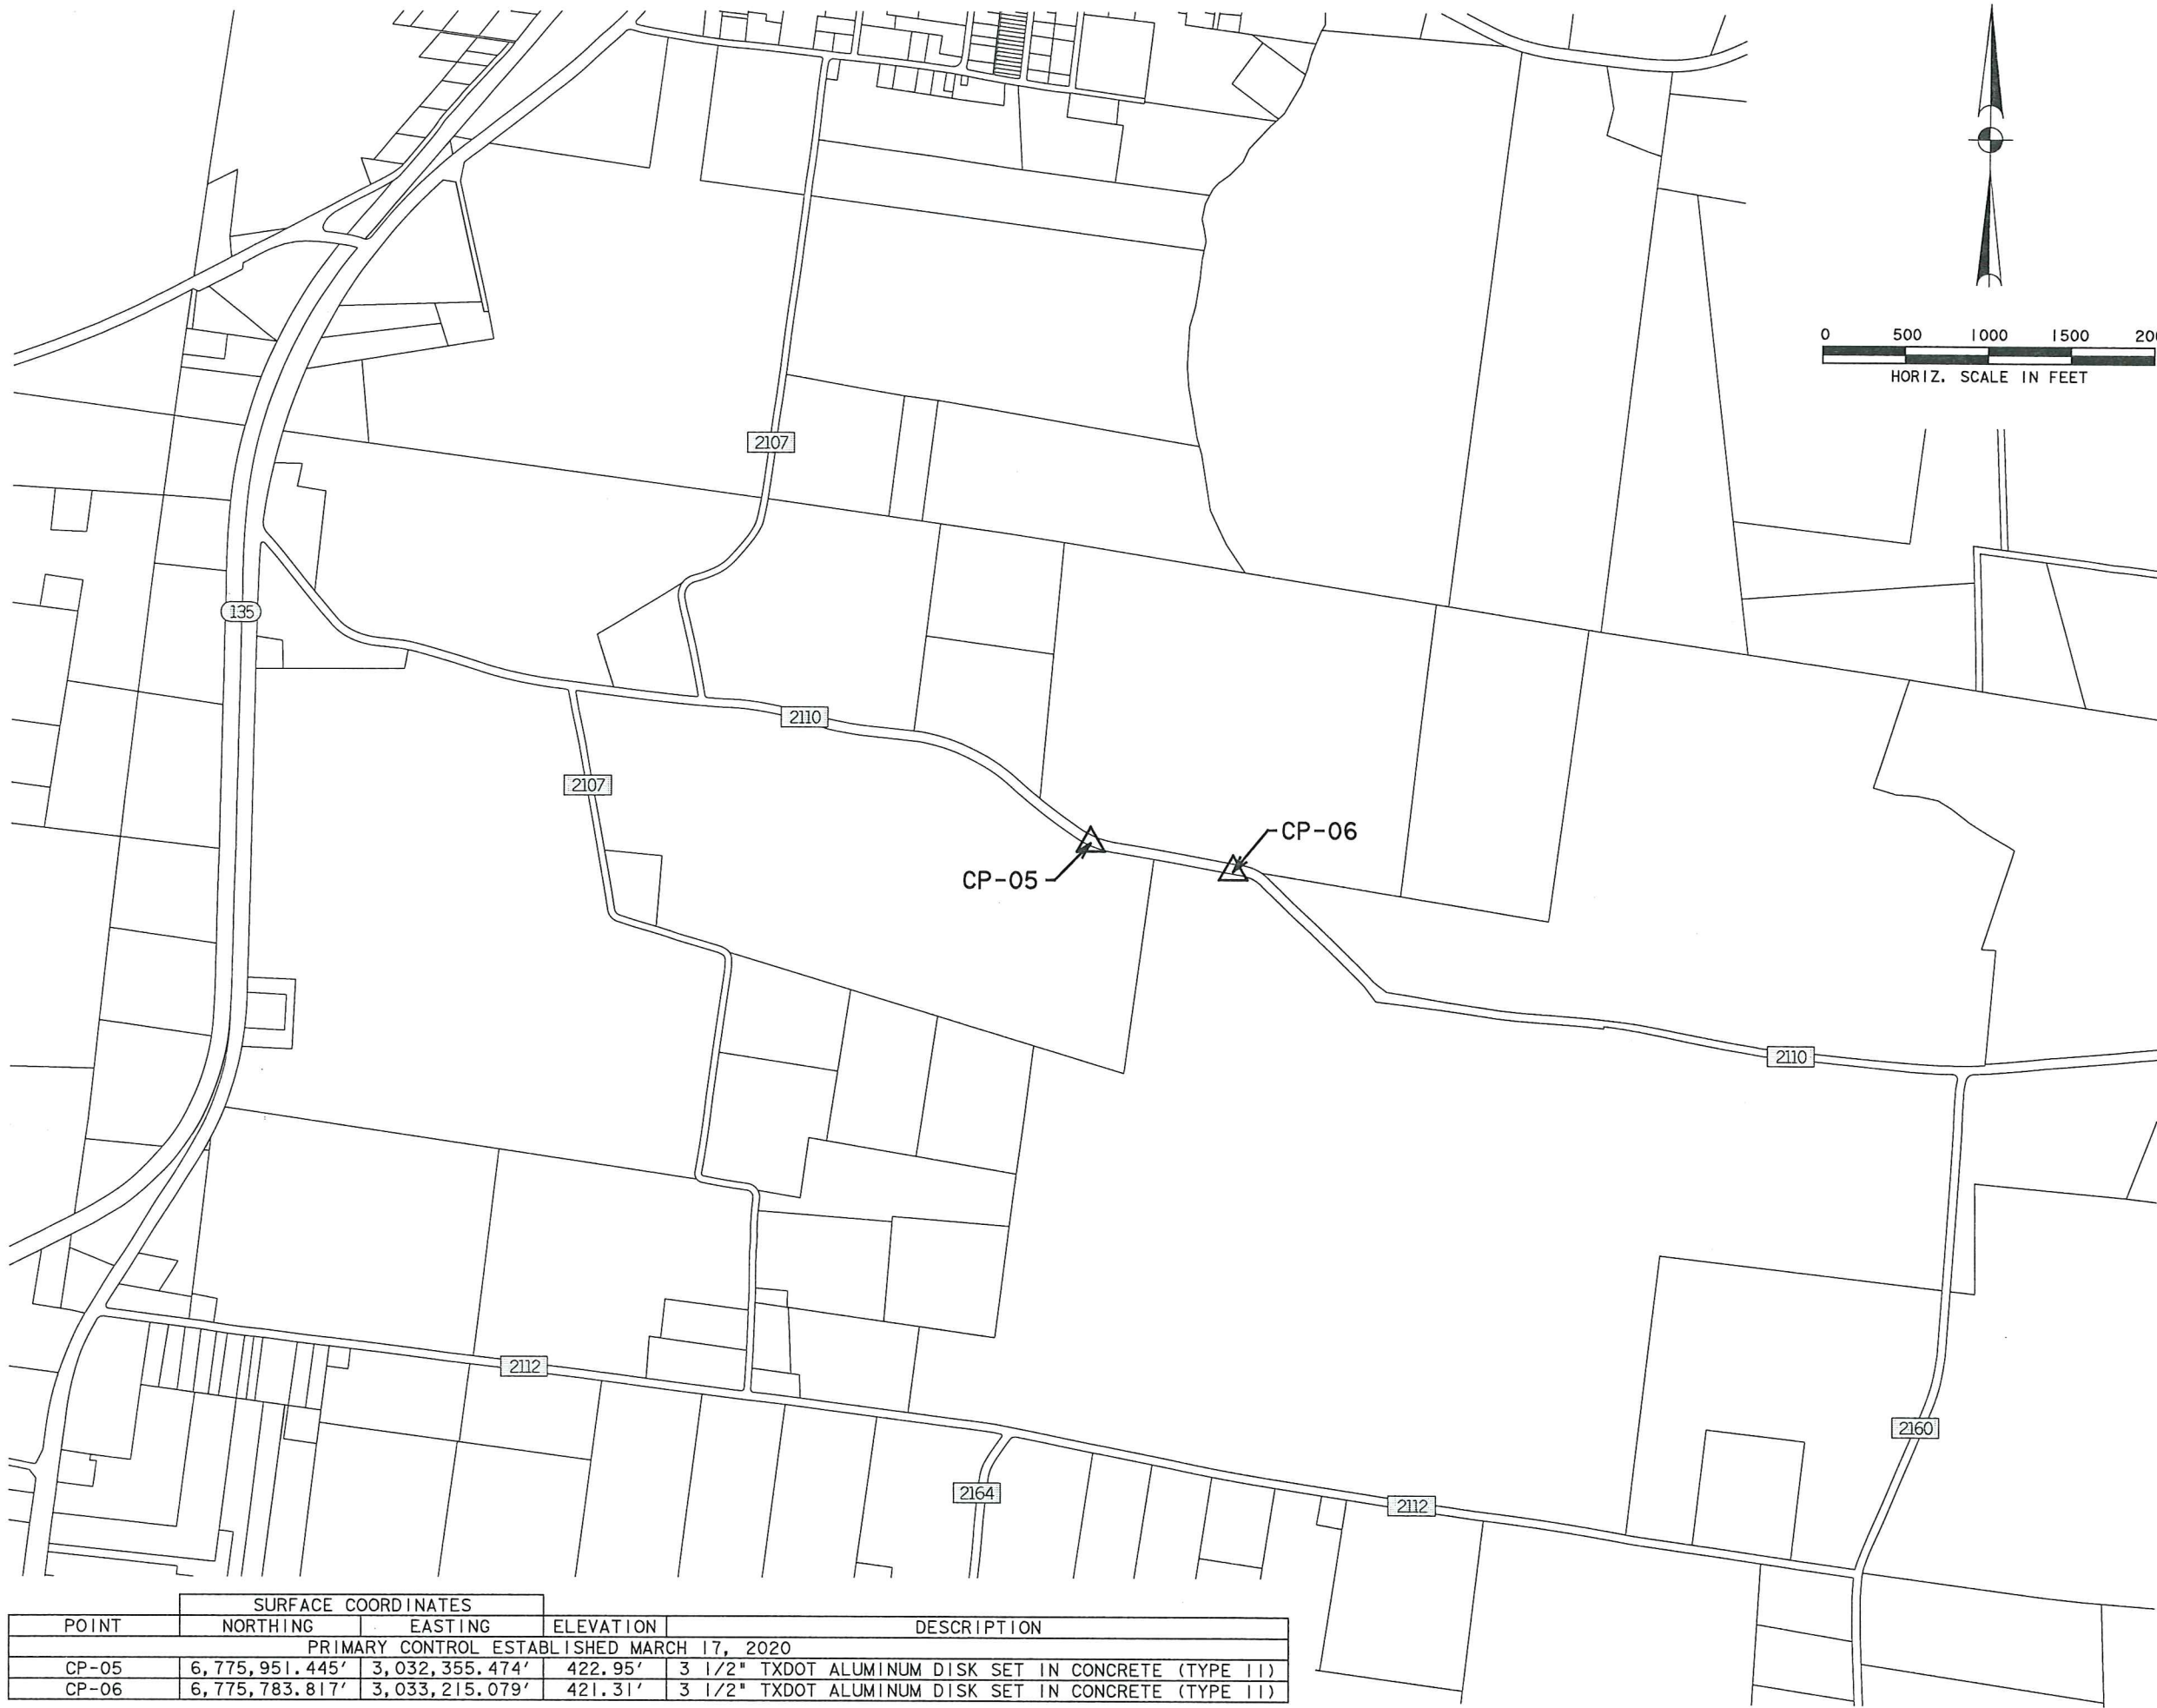 0 500 1000 1500 200
HORIZ. SCALE IN FEET
2107
135
2110
2107
CP-06
CP-05
2110
2112
2160
2164
2112
SURFACE COORDINATES
POINT NORTHING EASTING ELEVATION DESCRIPTION
PRIMARY CONTROL ESTABLISHED MARCH 17, 2020
CP-05 6,775,951.445' 3,032,355.474' 422.95' 3 1/2" TXDOT ALUMINUM DISK SET IN CONCRETE (TYPE II)
CP-06 6,775,783.817' 3,033,215.079' 421.31' 3 1/2" TXDOT ALUMINUM DISK SET IN CONCRETE (TYPE II)